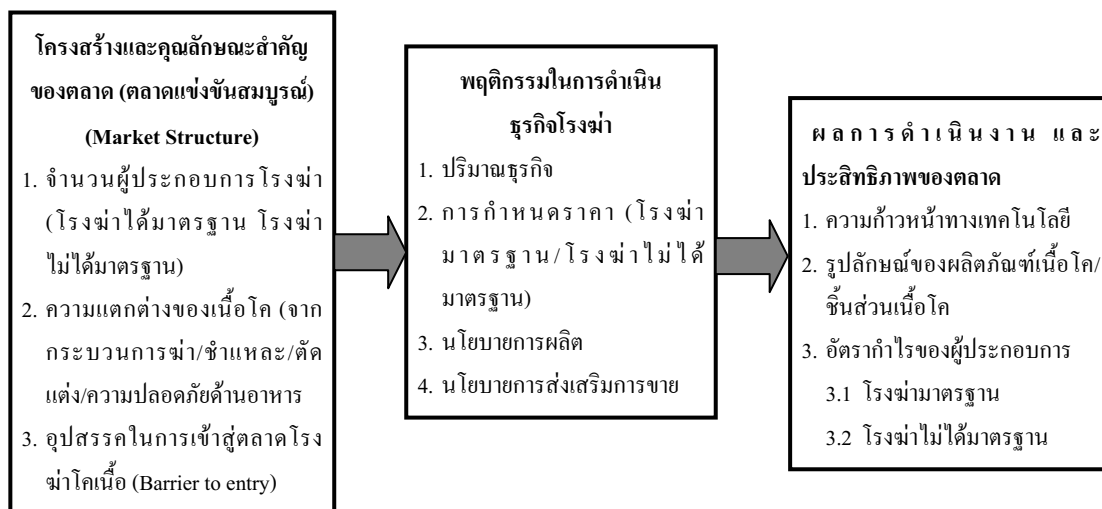 โครงสร้างและคุณลักษณะสำคัญ
ของตลาด (ตลาดแข่งขันสมบูรณ์)
(Market Structure)
1. จำนวนผู้ประกอบการโรงฆ่า
(โรงฆ่าได้มาตรฐาน โรงฆ่า
ไม่ได้มาตรฐาน)
2. ความแตกต่างของเนื้อโค (จาก
กระบวนการฆ่า/ชำแหละ/ตัด
แต่ง/ความปลอดภัยด้านอาหาร
3. อุปสรรคในการเข้าสู่ตลาดโรง
ฆ่าโคเนื้อ (Barrier to entry)
พฤติกรรมในการดำเนิน
ธุรกิจโรงฆ่า
1. ปริมาณธุรกิจ
2. การกำหนดราคา (โรงฆ่า
มาตรฐาน/โรงฆ่าไม่ได้
มาตรฐาน)
3. นโยบายการผลิต
4. นโยบายการส่งเสริมการขาย
ผลการดำเนินงาน และ
ประสิทธิภาพของตลาด
1. ความก้าวหน้าทางเทคโนโลยี
2. รูปลักษณ์ของผลิตภัณฑ์เนื้อโค/
ชิ้นส่วนเนื้อโค
3. อัตรากำไรของผู้ประกอบการ
3.1 โรงฆ่ามาตรฐาน
3.2 โรงฆ่าไม่ได้มาตรฐาน